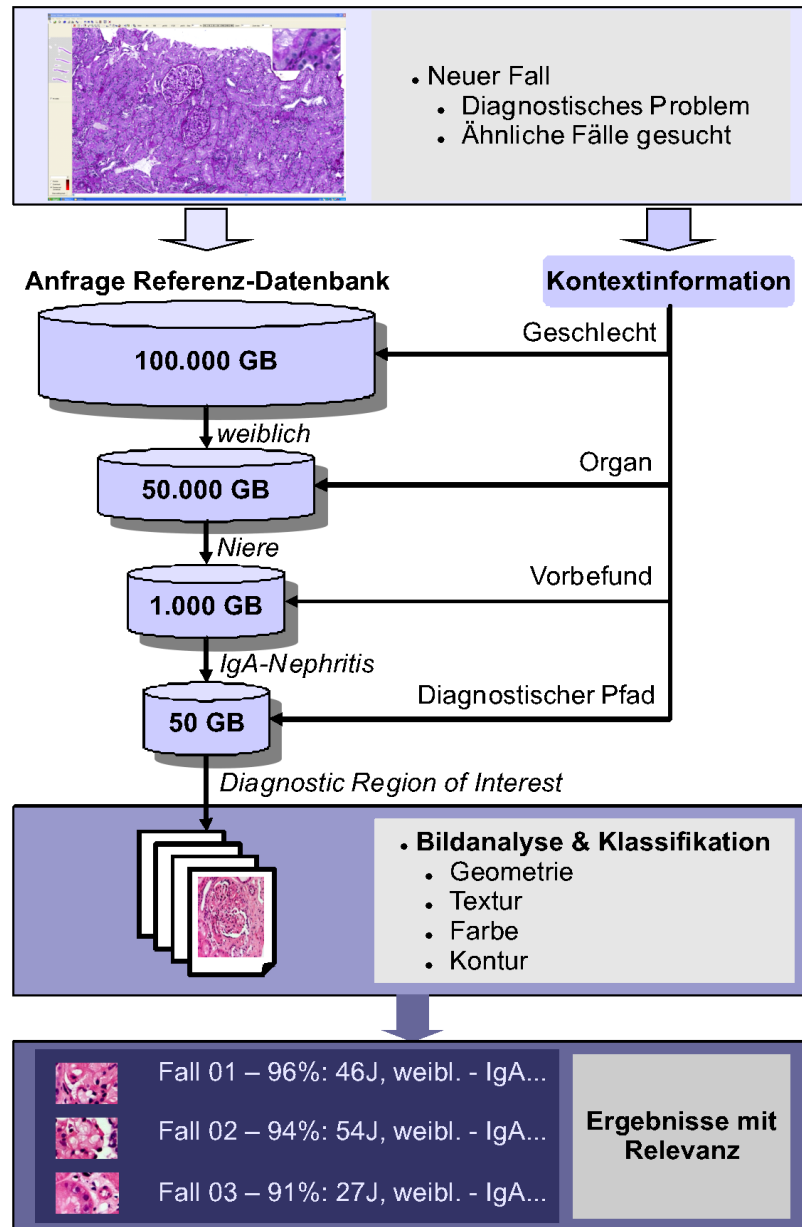 • Neuer Fall
• Diagnostisches Problem
• Ähnliche Fälle gesucht
Anfrage Referenz-Datenbank
Kontextinformation
Geschlecht
100.000 GB
weiblich
Organ
50.000 GB
Niere
Vorbefund
1.000 GB
IgA-Nephritis
Diagnostischer Pfad
50 GB
Diagnostic Region of Interest
• Bildanalyse & Klassifikation
• Geometrie
• Textur
• Farbe
• Kontur
Fall 01 – 96%: 46J, weibl. - IgA...
Fall 02 – 94%: 54J, weibl. - IgA...
Fall 03 – 91%: 27J, weibl. - IgA...
Ergebnisse mit
Relevanz